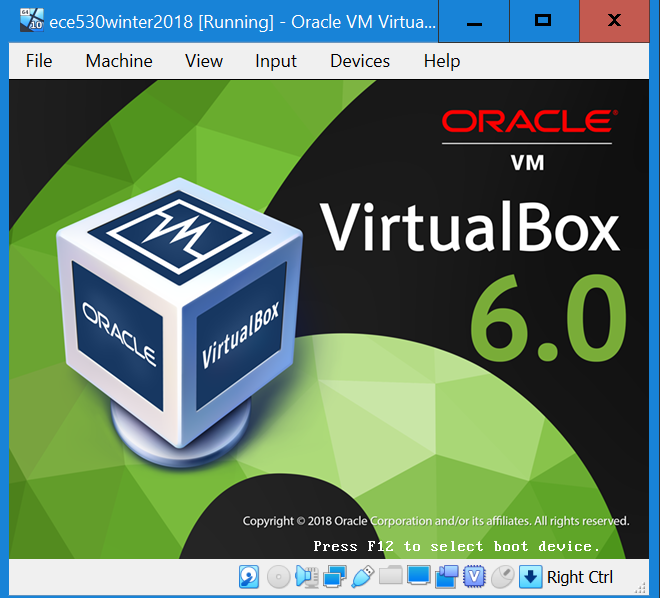 ece530winter2018 [Running] - Oracle VM Virtua...
File Machine View Input Devices Help
ORACLE
VM
VirtualBox
6.0
ORACLE
VirtualBox
Copyright © 2018 Oracle Corporation and/or its affiliates. All rights reserved.
Press F12 to select boot device.
Right Ctrl